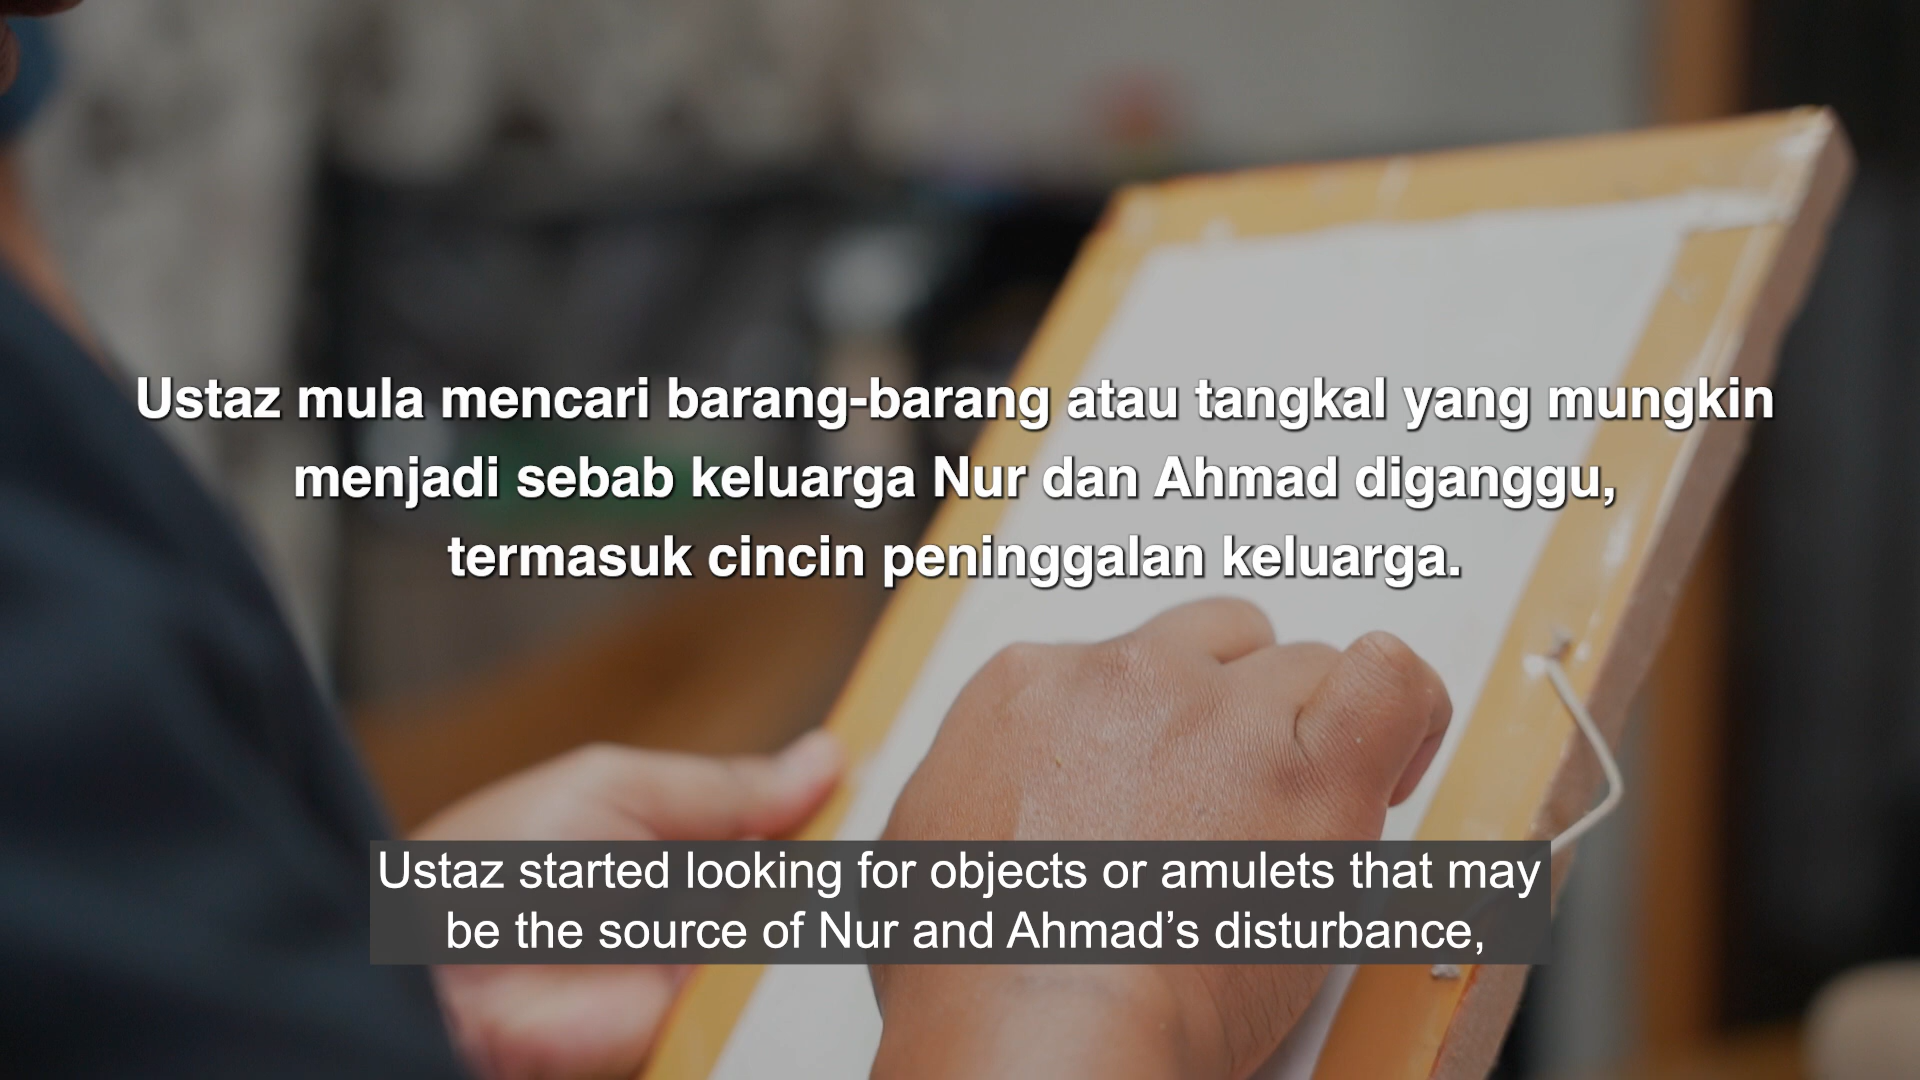 Ustaz mula mencari barang-barang atau tangkal yang mungkin
menjadi sebab keluarga Nur dan Ahmad diganggu,
termasuk cincin peninggalan keluarga.
Ustaz started looking for objects or amulets that may
be the source of Nur and Ahmad’s disturbance,